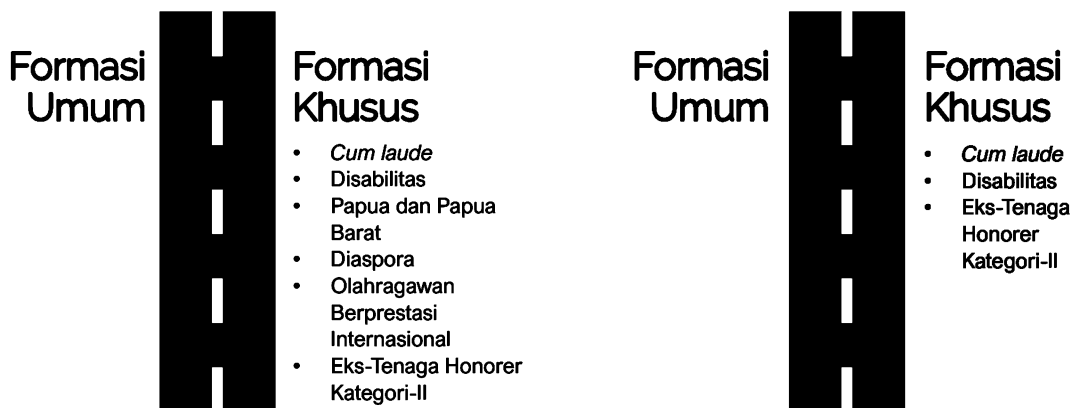 Formasi
Umum
Formasi
Khusus
• Cum laude
• Disabilitas
• Papua dan Papua
Barat
• Diaspora
• Olahragawan
Berprestasi
Internasional
• Eks-Tenaga Honorer
Kategori-II
Formasi
Umum
Formasi
Khusus
• Cum laude
• Disabilitas
• Eks-Tenaga
Honorer
Kategori-II